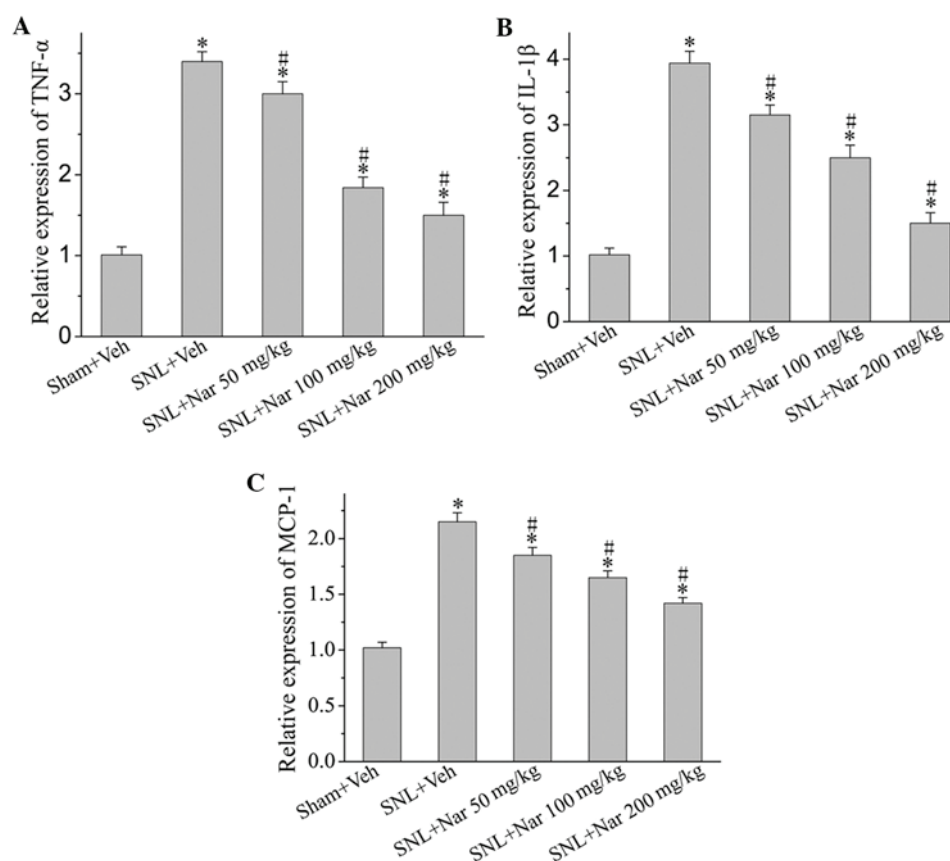 A
Relative expression of TNF-α
3
2
1
0
*
#
*
#
*
#
*
Sham+Veh
SNL+Veh
SNL+Nar 50 mg/kg
SNL+Nar 100 mg/kg
SNL+Nar 200 mg/kg
B
Relative expression of IL-1β
4
3
2
1
0
*
#
*
#
*
#
*
Sham+Veh
SNL+Veh
SNL+Nar 50 mg/kg
SNL+Nar 100 mg/kg
SNL+Nar 200 mg/kg
C
Relative expression of MCP-1
2.0
1.5
1.0
0.5
0.0
*
#
*
#
*
#
*
Sham+Veh
SNL+Veh
SNL+Nar 50 mg/kg
SNL+Nar 100 mg/kg
SNL+Nar 200 mg/kg